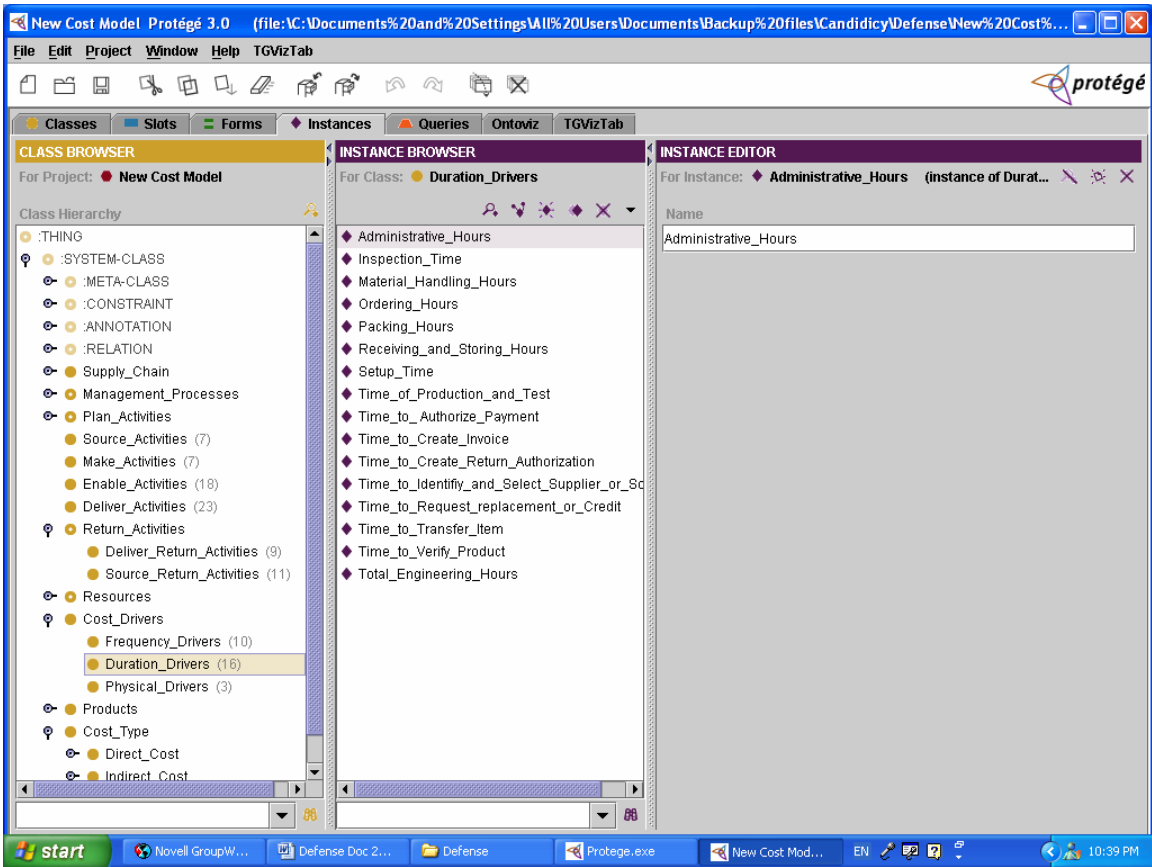 New Cost Model Protégé 3.0 (file:\C:\Documents%20and%20Settings\All%20Users\Documents\Backup%20files\Candidicy\Defense\New%20Cost%...
File Edit Project Window Help TGVizTab
protégé
Classes Slots Forms Instances Queries Ontoviz TGVizTab
CLASS BROWSER
For Project: New Cost Model
Class Hierarchy
:THING
:SYSTEM-CLASS
:META-CLASS
:CONSTRAINT
:ANNOTATION
:RELATION
Supply_Chain
Management_Processes
Plan_Activities
Source_Activities (7)
Make_Activities (7)
Enable_Activities (18)
Deliver_Activities (23)
Return_Activities
Deliver_Return_Activities (9)
Source_Return_Activities (11)
Resources
Cost_Drivers
Frequency_Drivers (10)
Duration_Drivers (16)
Physical_Drivers (3)
Products
Cost_Type
Direct_Cost
Indirect_Cost
INSTANCE BROWSER
For Class: Duration_Drivers
Administrative_Hours
Inspection_Time
Material_Handling_Hours
Ordering_Hours
Packing_Hours
Receiving_and_Storing_Hours
Setup_Time
Time_of_Production_and_Test
Time_to_ Authorize_Payment
Time_to_Create_Invoice
Time_to_Create_Return_Authorization
Time_to_Identifiy_and_Select_Supplier_or_So
Time_to_Request_replacement_or_Credit
Time_to_Transfer_Item
Time_to_Verify_Product
Total_Engineering_Hours
INSTANCE EDITOR
For Instance: Administrative_Hours (instance of Durat...
Name
Administrative_Hours
start Novell GroupW... Defense Doc 2... Defense Protege.exe New Cost Mod... EN 10:39 PM